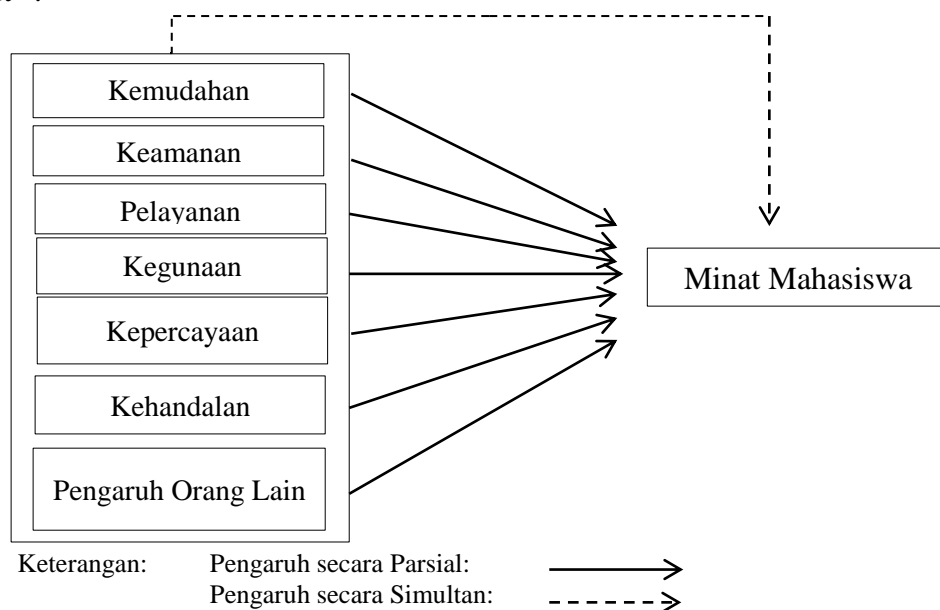 Kemudahan
Keamanan
Pelayanan
Kegunaan
Kepercayaan
Kehandalan
Pengaruh Orang Lain
Minat Mahasiswa
Keterangan: Pengaruh secara Parsial:
Pengaruh secara Simultan: